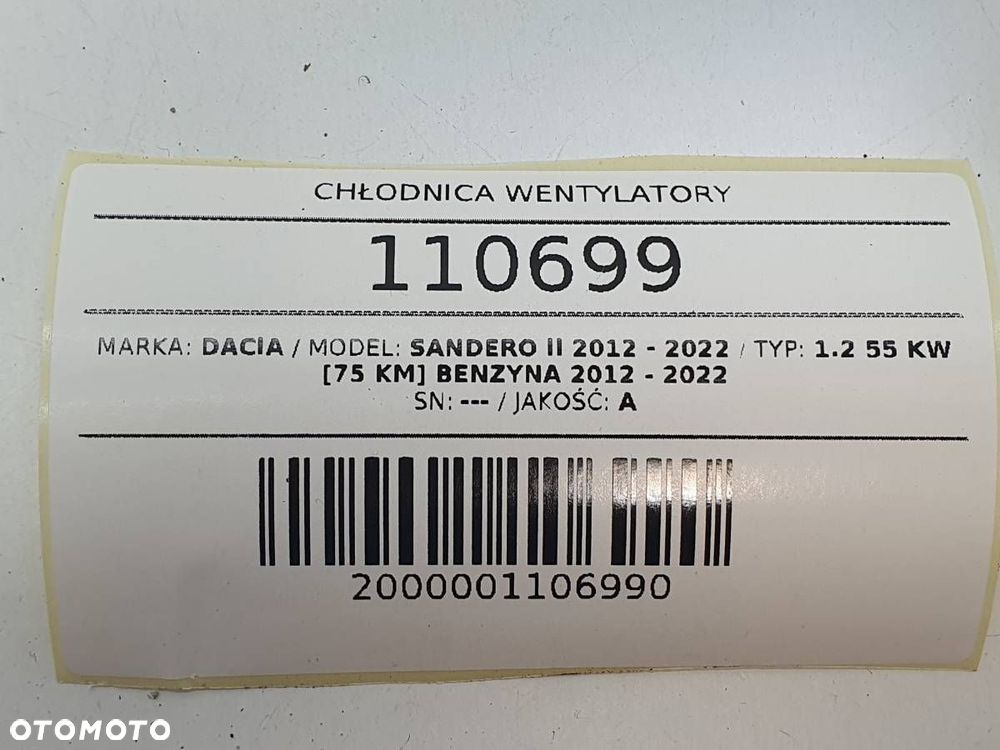 CHŁODNICA WENTYLATORY
110699
MARKA: DACIA / MODEL: SANDERO II 2012 - 2022 / TYP: 1.2 55 KW
[75 KM] BENZYNA 2012 - 2022
SN: --- / JAKOŚĆ: A
2000001106990
OTOMOTO